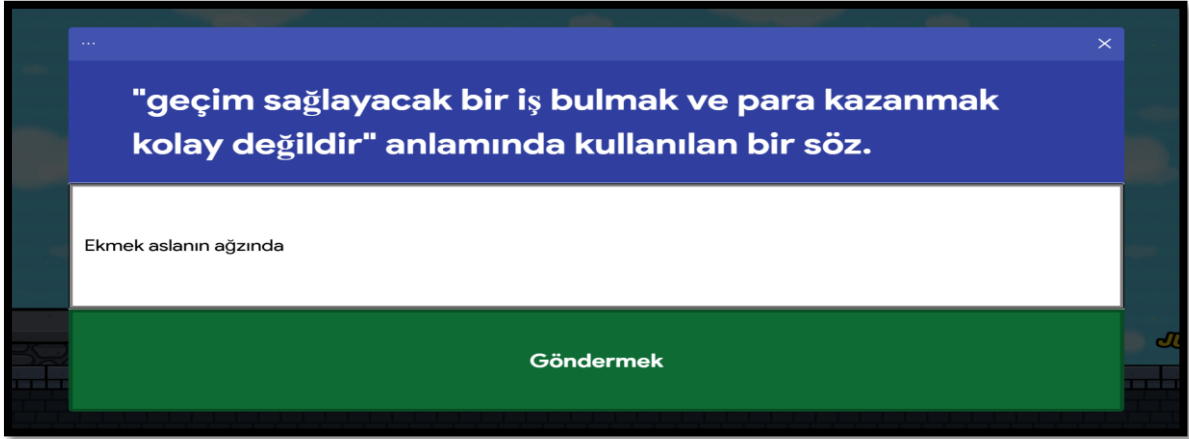 ...
"geçim sağlayacak bir iş bulmak ve para kazanmak
kolay değildir" anlamında kullanılan bir söz.
Ekmek aslanın ağzında
Göndermek